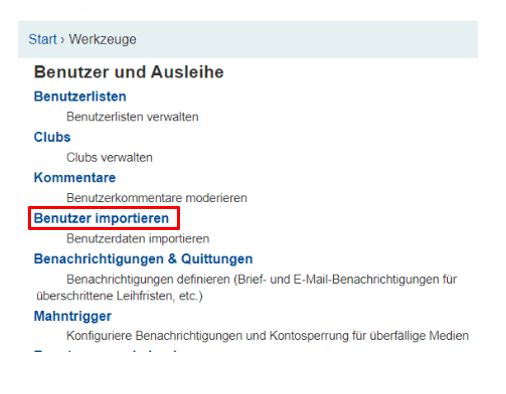 Start › Werkzeuge
Benutzer und Ausleihe
Benutzerlisten
Benutzerlisten verwalten
Clubs
Clubs verwalten
Kommentare
Benutzerkommentare moderieren
Benutzer importieren
Benutzerdaten importieren
Benachrichtigungen & Quittungen
Benachrichtigungen definieren (Brief- und E-Mail-Benachrichtigungen für
überschrittene Leihfristen, etc.)
Mahntrigger
Konfiguriere Benachrichtigungen und Kontosperrung für überfällige Medien